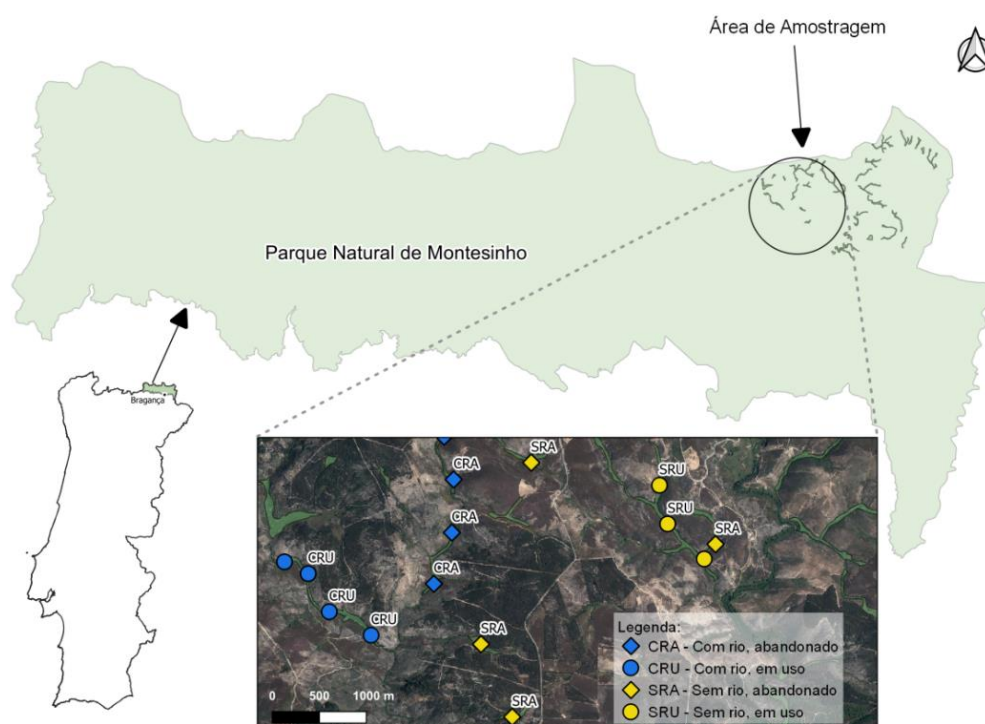 Área de Amostragem
Parque Natural de Montesinho
Bragança
SRA
CRA
SRU
SRU
CRA
SRA
CRU
CRA
CRU
CRU
SRA
SRA
Legenda:
CRA - Com rio, abandonado
CRU - Com rio, em uso
SRA - Sem rio, abandonado
SRU - Sem rio, em uso
0 500 1000 m